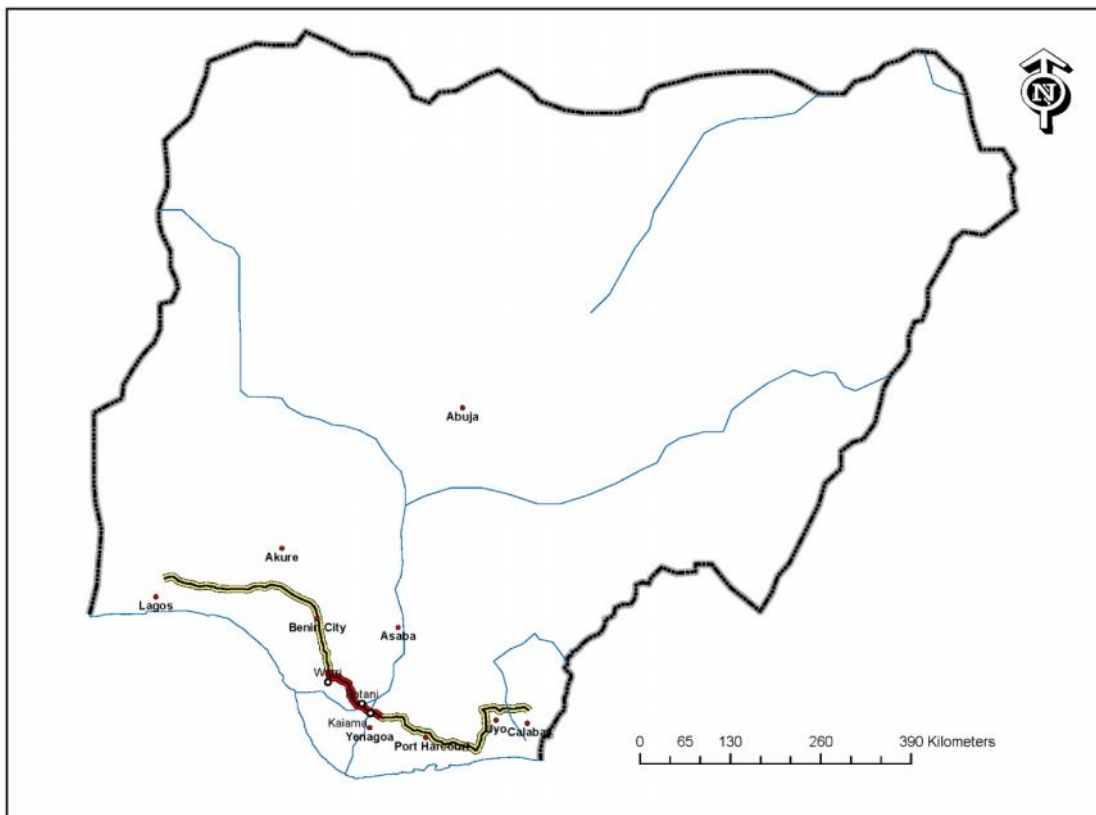 N
Abuja
Akure
Lagos
Benin City
Asaba
Warri
Patani
Kaiama
Yenagoa
Port Harcourt
Uyo
Calabar
0 65 130 260 390 Kilometers